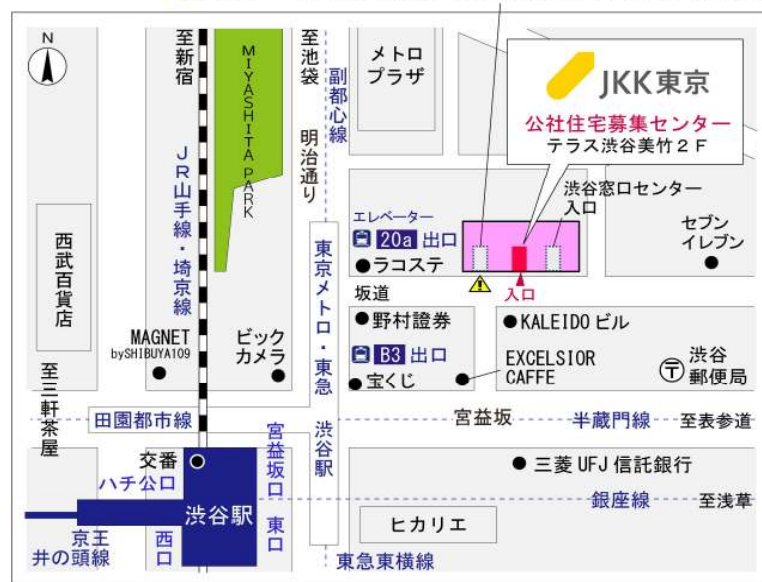 N
至新宿
MIYASHITA PARK
至池袋
明治通り
副都心線
メトロ
プラザ
JKK東京
公社住宅募集センター
テラス渋谷美竹2F
JR山手線・埼京線
西武百貨店
エレベーター
20a 出口
ラコステ
渋谷窓口センター
入口
セブン
イレブン
入口
坂道
野村證券
B3 出口
宝くじ
KALEIDOビル
EXCELSIOR
CAFFE
〒
渋谷
郵便局
MAGNET
bySHIBUYA109
ビック
カメラ
東京メトロ・東急
渋谷駅
至三軒茶屋
田園都市線
宮益坂
半蔵門線
至表参道
交番
ハチ公口
宮益坂口
渋谷駅
西口
東口
京王
井の頭線
三菱UFJ信託銀行
銀座線
至浅草
ヒカリエ
東急東横線